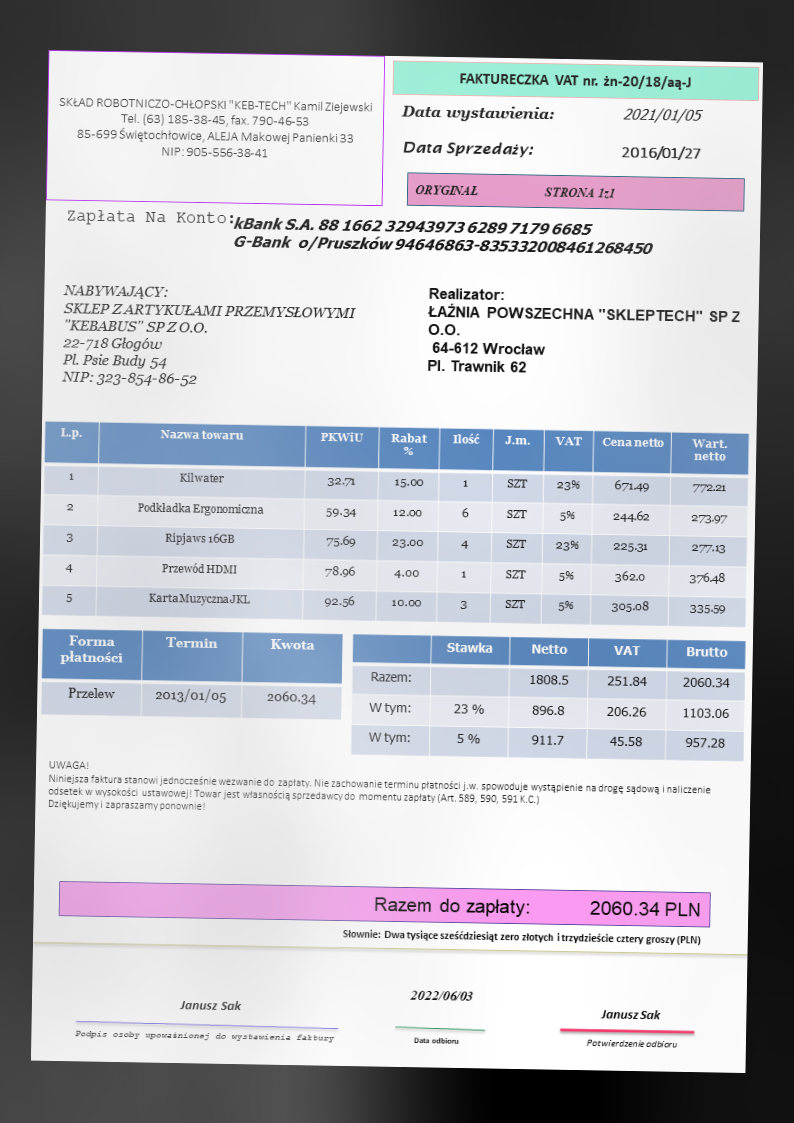 SKŁAD ROBOTNICZO-CHŁOPSKI "KEB-TECH" Kamil Ziejewski
Tel. (63) 185-38-45, fax. 790-46-53
85-699 Świętochłowice, ALEJA Makowej Panienki 33
NIP: 905-556-38-41
FAKTURECZKA VAT nr. żn-20/18/aą-J
Data wystawienia: 2021/01/05
Data Sprzedaży: 2016/01/27
ORYGINAŁ STRONA 1z1
Zapłata Na Konto:
kBank S.A. 88 1662 32943973 6289 7179 6685
G-Bank o/Pruszków 94646863-835332008461268450
NABYWAJĄCY:
SKLEP Z ARTYKUŁAMI PRZEMYSŁOWYMI
"KEBABUS" SP Z O.O.
22-718 Głogów
Pl. Psie Budy 54
NIP: 323-854-86-52
Realizator:
ŁAŹNIA POWSZECHNA "SKLEPTECH" SP Z
O.O.
64-612 Wrocław
Pl. Trawnik 62
L.p. Nazwa towaru PKWiU Rabat % Ilość J.m. VAT Cena netto Wart. netto
1 Kilwater 32.71 15.00 1 SZT 23% 671.49 772.21
2 Podkładka Ergonomiczna 59.34 12.00 6 SZT 5% 244.62 273.97
3 Ripjaws 16GB 75.69 23.00 4 SZT 23% 225.31 277.13
4 Przewód HDMI 78.96 4.00 1 SZT 5% 362.0 376.48
5 Karta Muzyczna JKL 92.56 10.00 3 SZT 5% 305.08 335.59
Forma płatności Termin Kwota
Przelew 2013/01/05 2060.34
Stawka Netto VAT Brutto
Razem: 1808.5 251.84 2060.34
W tym: 23 % 896.8 206.26 1103.06
W tym: 5 % 911.7 45.58 957.28
UWAGA!
Niniejsza faktura stanowi jednocześnie wezwanie do zapłaty. Nie zachowanie terminu płatności j.w. spowoduje wystąpienie na drogę sądową i naliczenie
odsetek w wysokości ustawowej! Towar jest własnością sprzedawcy do momentu zapłaty (Art. 589, 590, 591 K.C.)
Dziękujemy i zapraszamy ponownie!
Razem do zapłaty: 2060.34 PLN
Słownie: Dwa tysiące sześćdziesiąt zero złotych i trzydzieście cztery groszy (PLN)
Janusz Sak
Podpis osoby upoważnionej do wystawienia faktury
2022/06/03
Data odbioru
Janusz Sak
Potwierdzenie odbioru